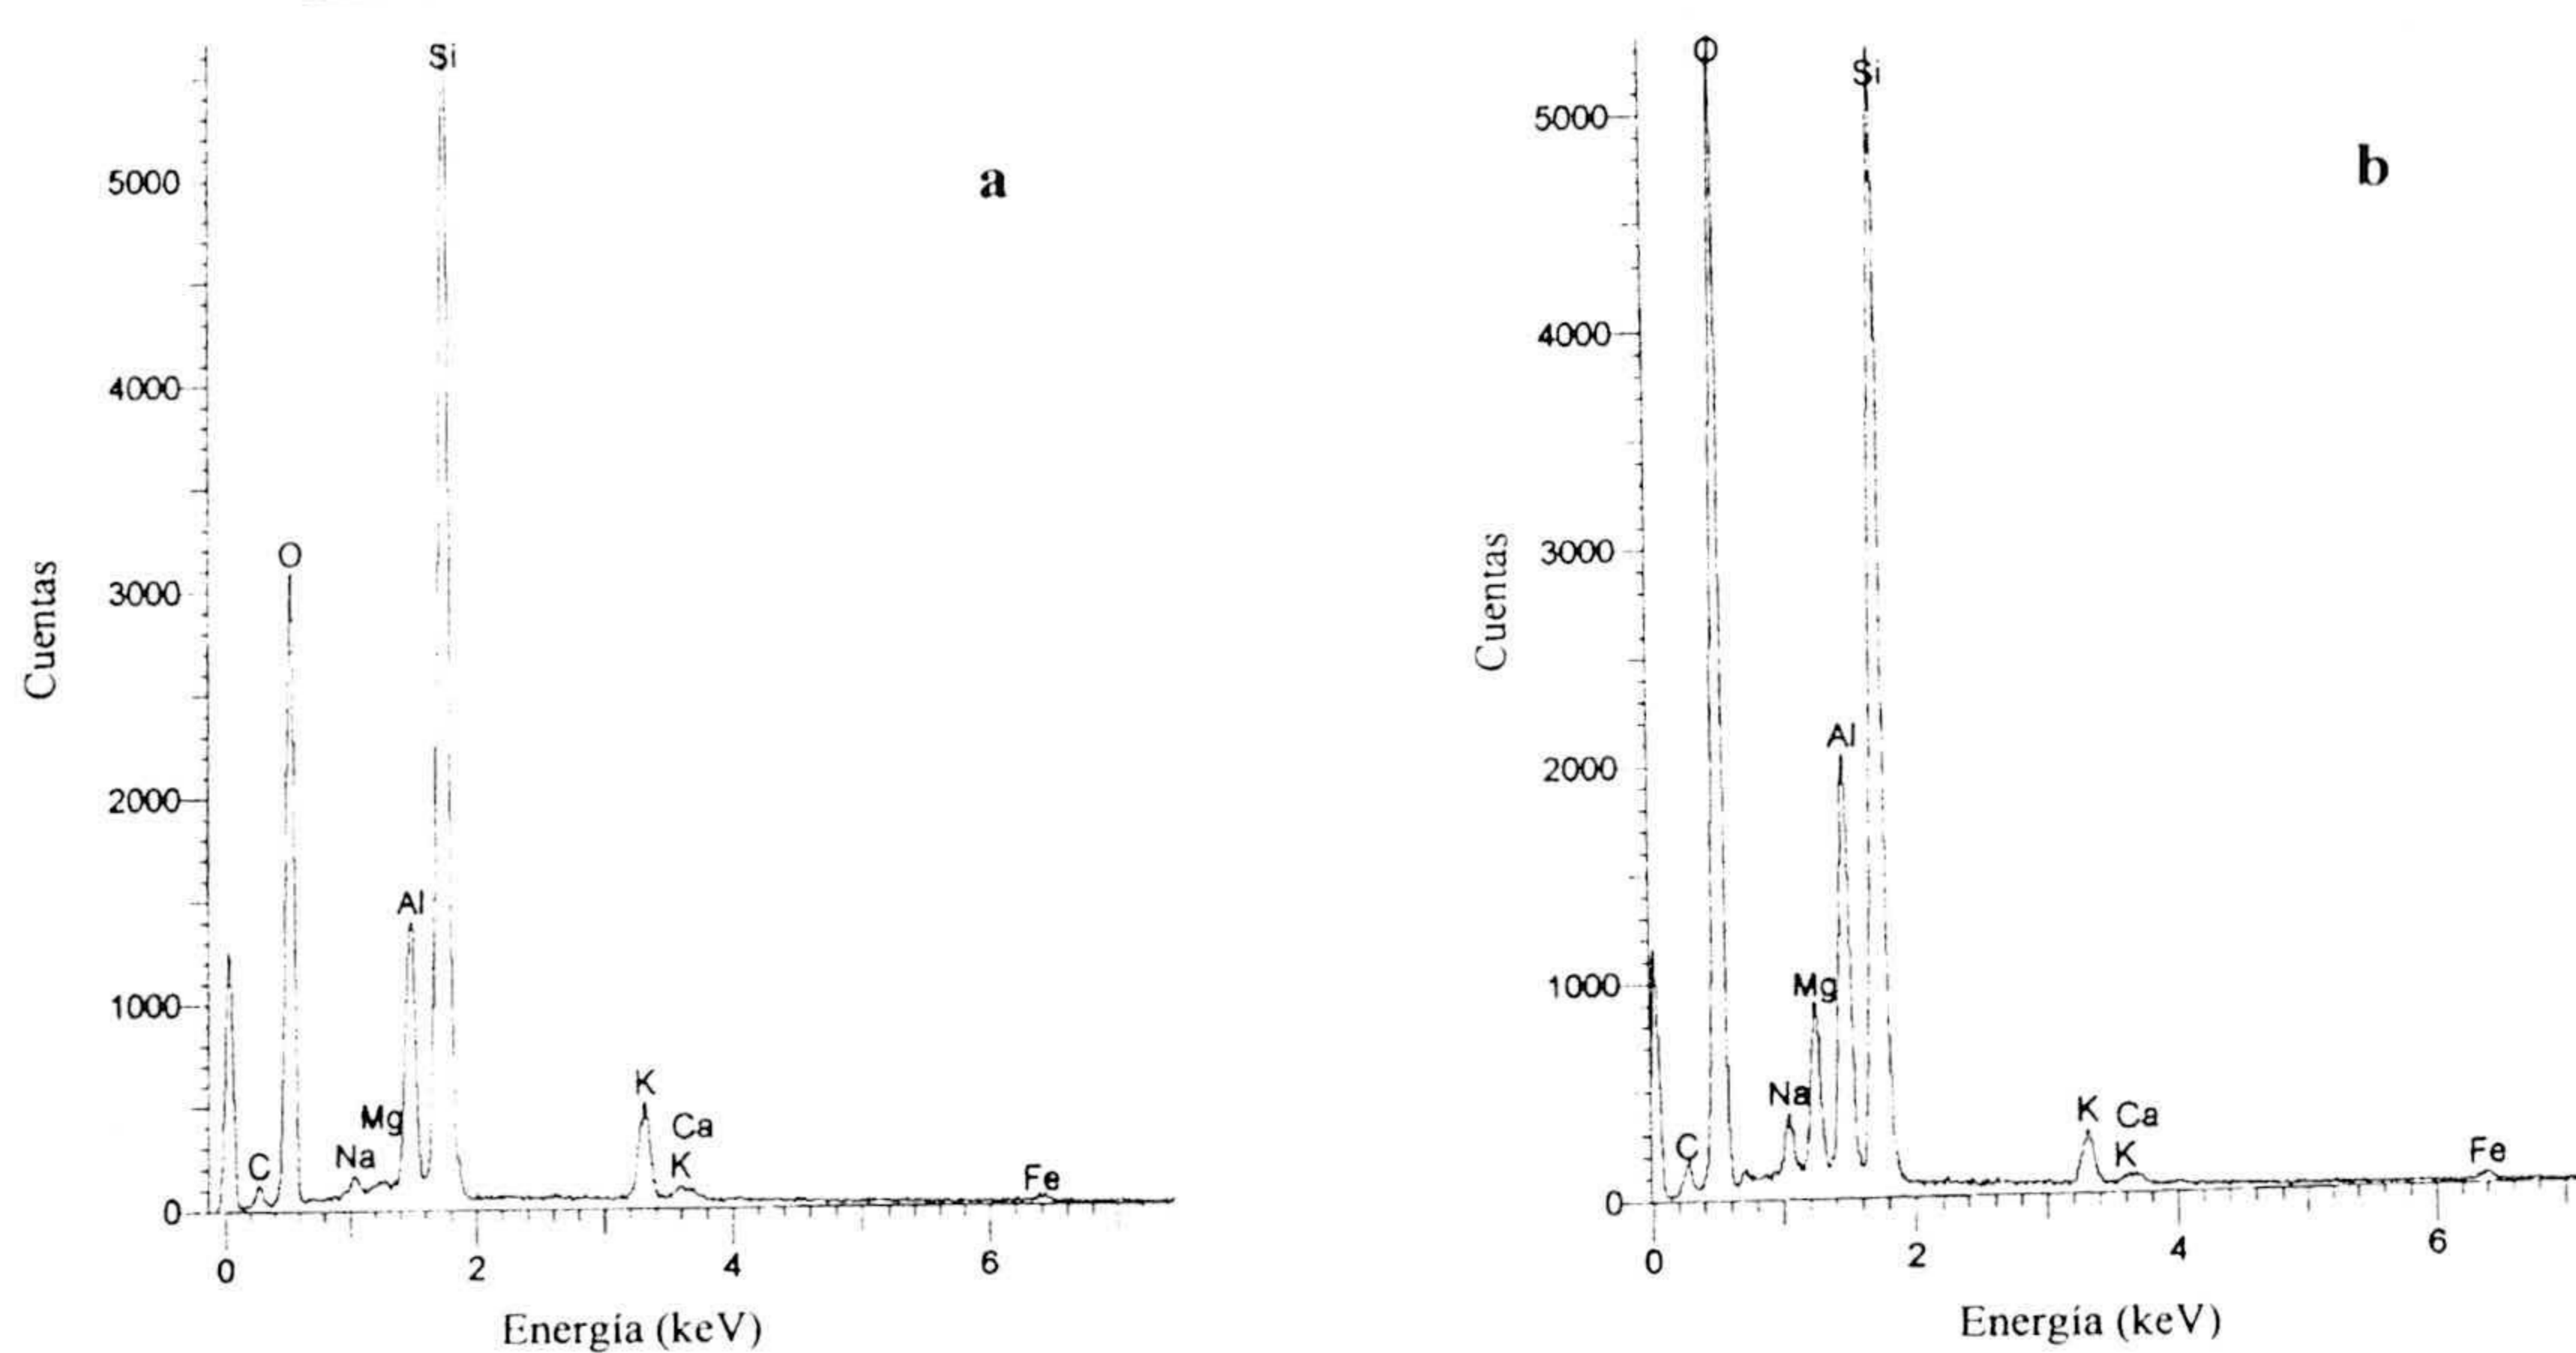 Si
a
5000
4000
O
3000
Cuentas
2000
Al
1000
K
Mg
Ca
Na
C
K
Fe
0
0 2 4 6
Energía (keV)
O
Si
5000
b
4000
3000
Cuentas
Al
2000
Mg
1000
Na
K Ca
C
K
Fe
0
0 2 4 6
Energía (keV)